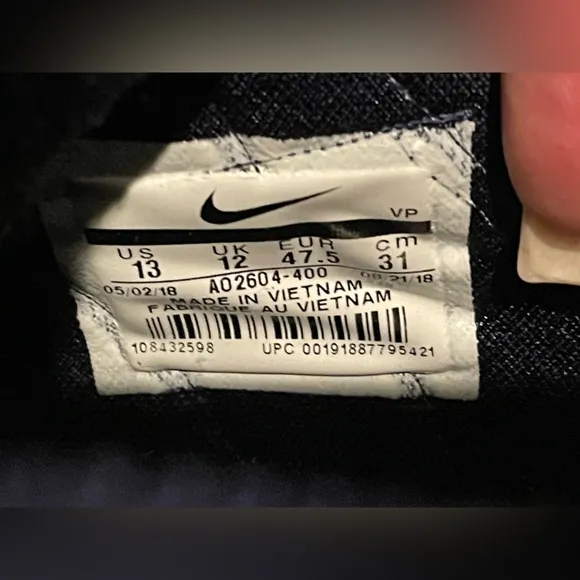 VP
US UK EUR cm
13 12 47.5 31
AO2604-400
05/02/18 08/21/18
MADE IN VIETNAM
FABRIQUE AU VIETNAM
108432598 UPC 00191887795421